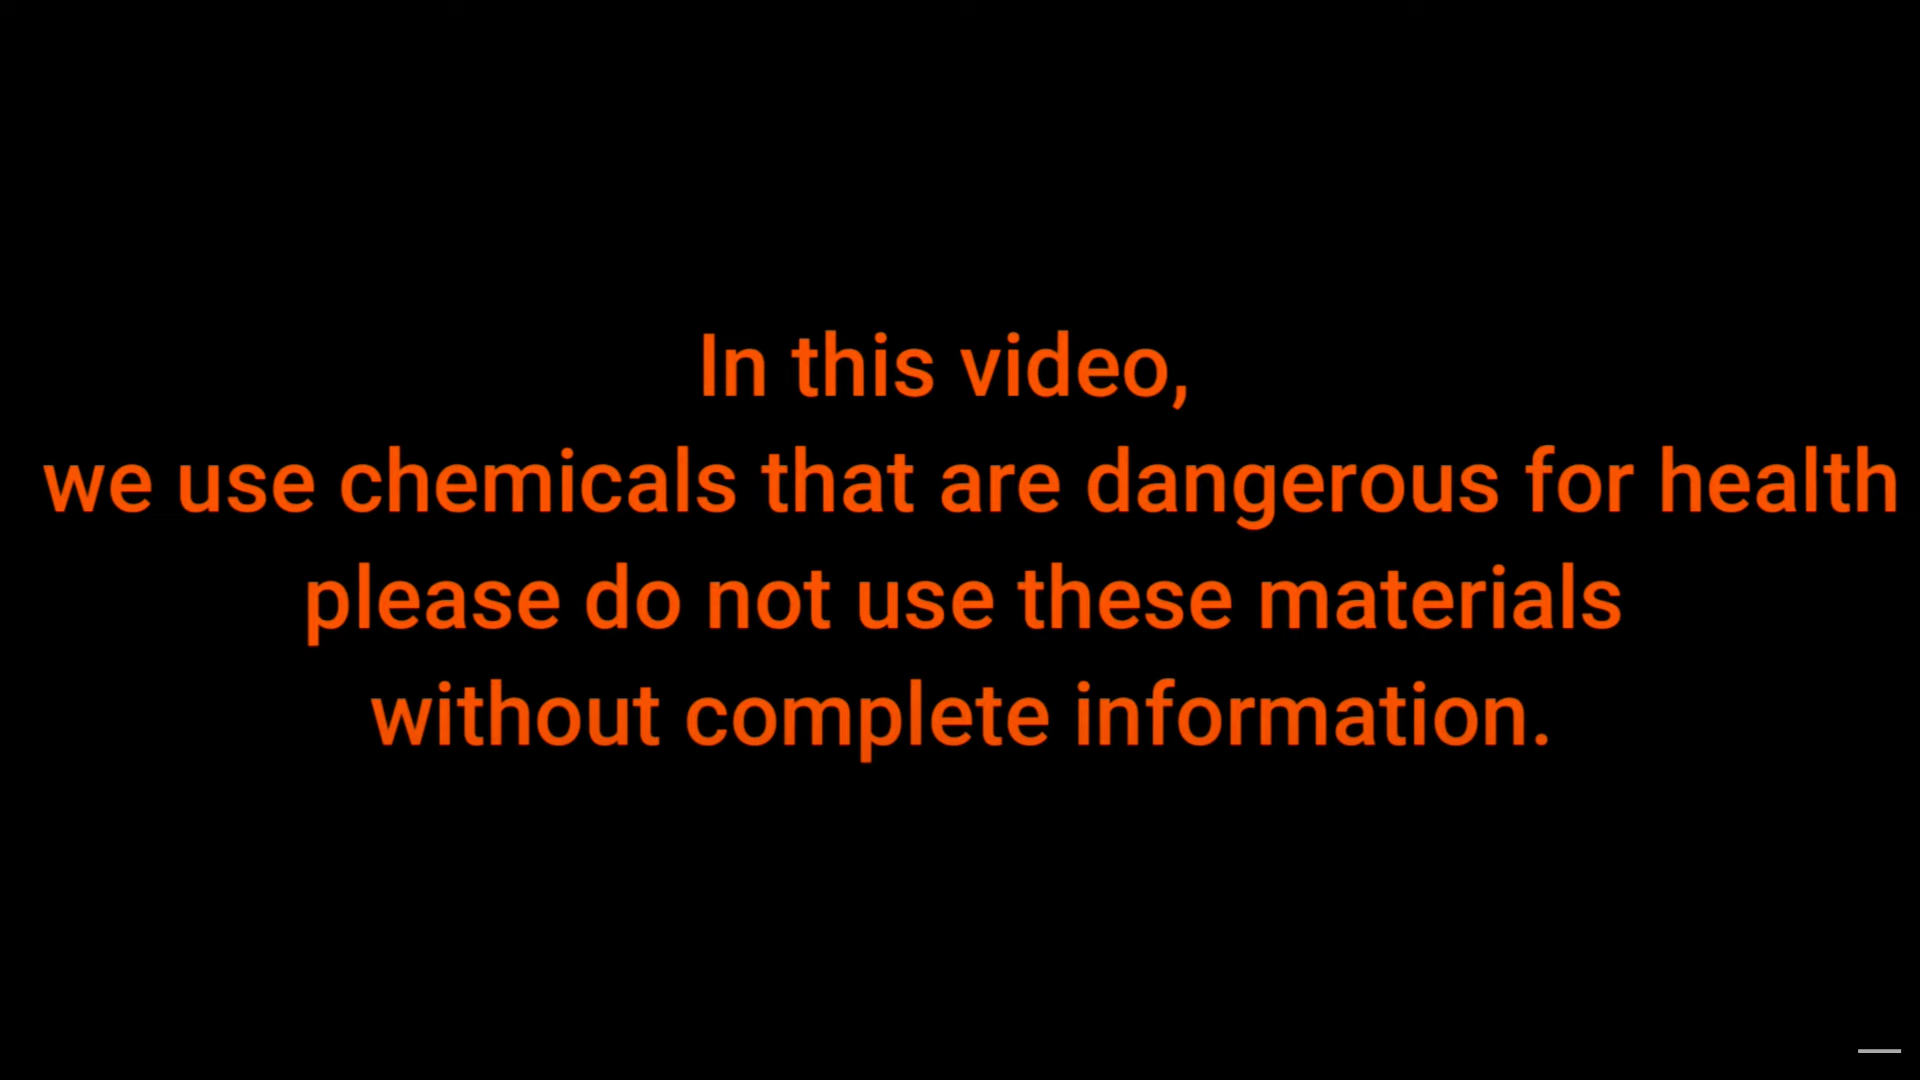 In this video,
we use chemicals that are dangerous for health
please do not use these materials
without complete information.